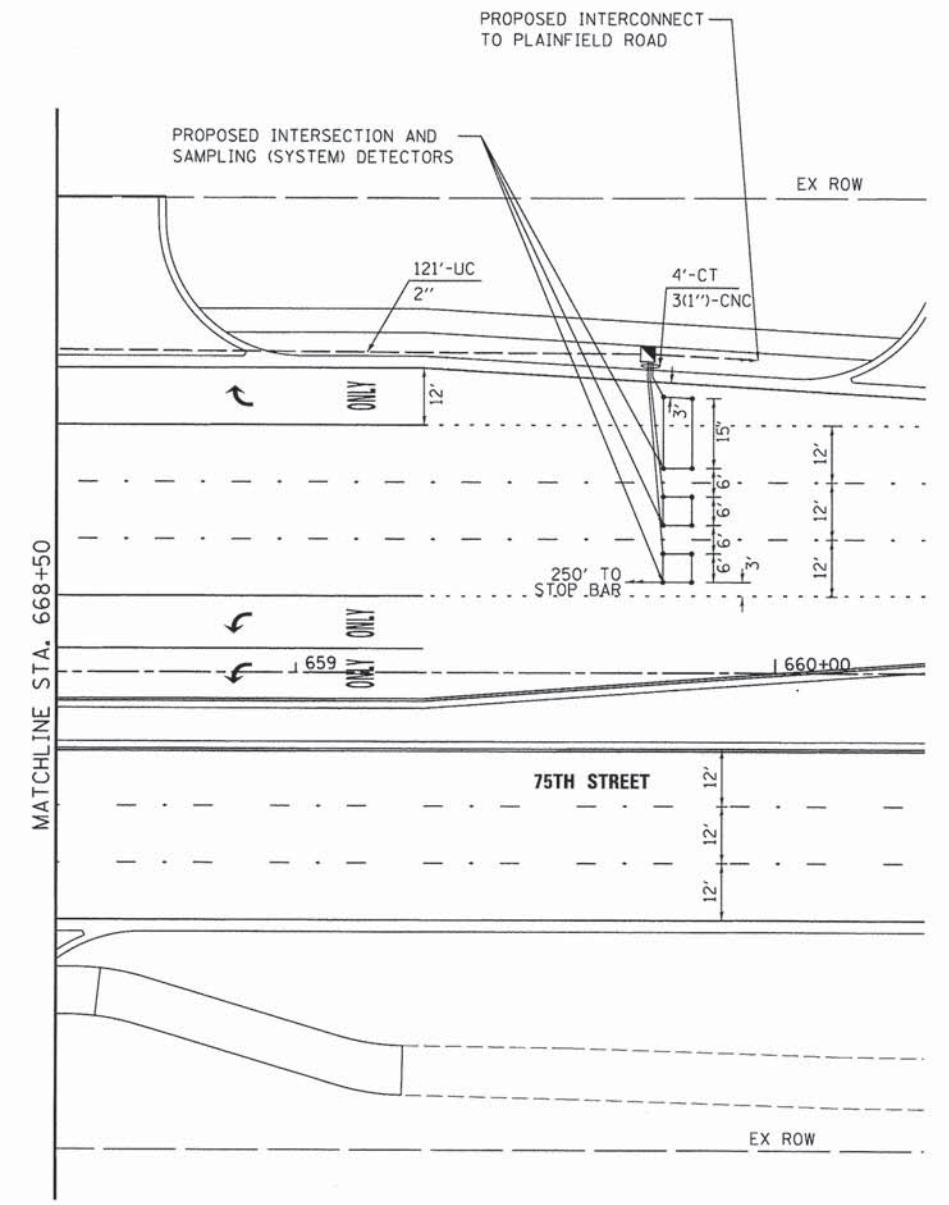 PROPOSED INTERCONNECT
TO PLAINFIELD ROAD
PROPOSED INTERSECTION AND
SAMPLING (SYSTEM) DETECTORS
EX ROW
121'-UC
2''
4'-CT
3(1'')-CNC
ONLY
12'
3'
15'
12'
6'
6'
12'
6'
6'
3'
12'
250' TO
STOP BAR
MATCHLINE STA. 668+50
ONLY
659
ONLY
660+00
75TH STREET
12'
12'
12'
EX ROW